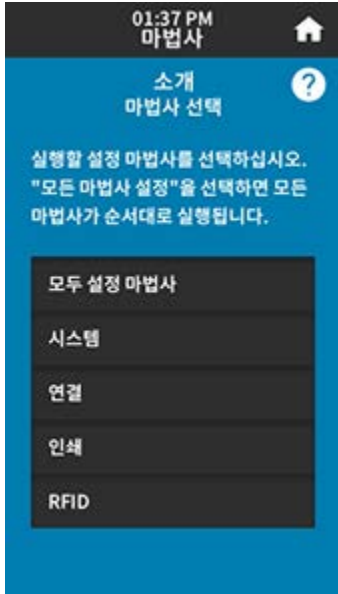 01:37 PM
마법사
소개
마법사 선택
?
실행할 설정 마법사를 선택하십시오.
"모든 마법사 설정"을 선택하면 모든
마법사가 순서대로 실행됩니다.
모두 설정 마법사
시스템
연결
인쇄
RFID